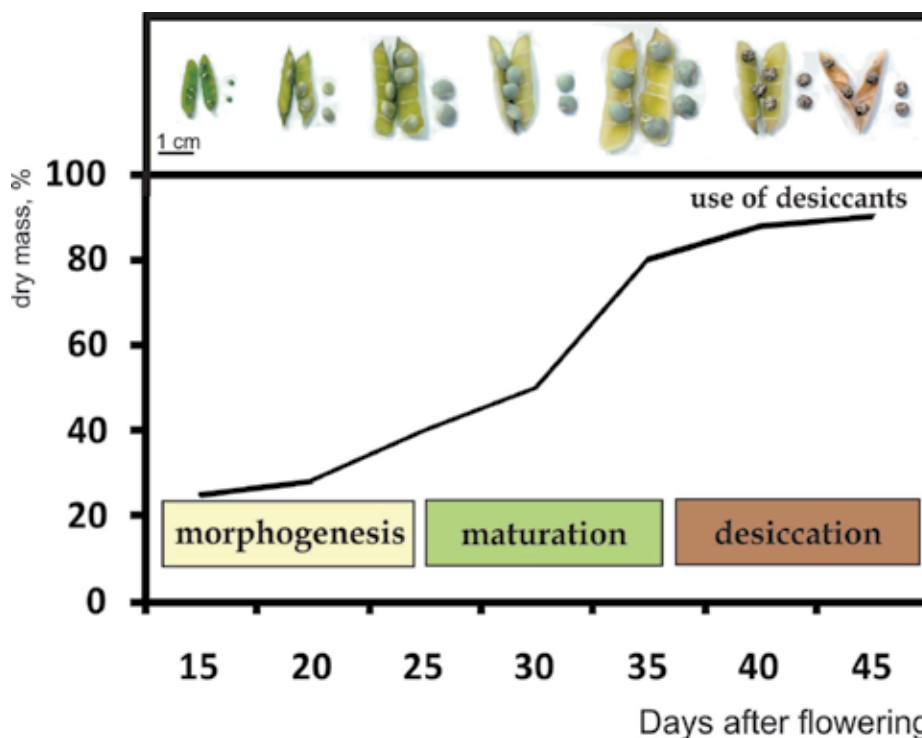 1 cm
dry mass, %
100
use of desiccants
80
60
40
20
morphogenesis
maturation
desiccation
0
15 20 25 30 35 40 45
Days after flowering